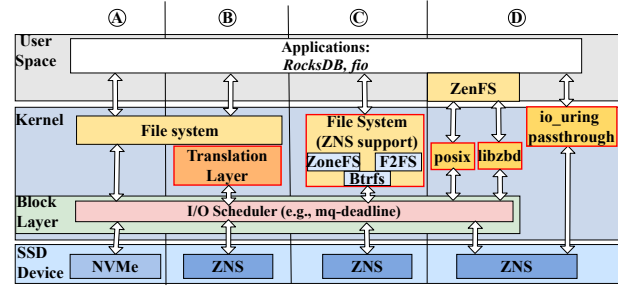 A B C D
User
Space
Applications:
RocksDB, fio
ZenFS
Kernel
File system
File System
(ZNS support)
ZoneFS F2FS
Btrfs
posix libzbd
io_uring
passthrough
Translation
Layer
Block
Layer
I/O Scheduler (e.g., mq-deadline)
SSD
Device
NVMe ZNS ZNS ZNS